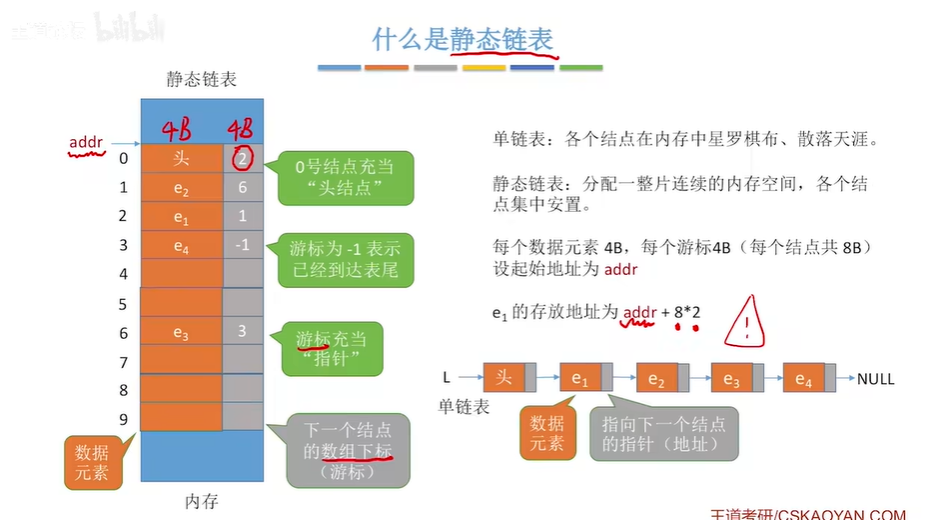 bilibili
什么是静态链表
静态链表
4B 4B
addr
0 头 2
1 e₂ 6
2 e₁ 1
3 e₄ -1
4
5
6 e₃ 3
7
8
9
内存
0号结点充当
“头结点”
游标为 -1 表示
已经到达表尾
游标充当
“指针”
下一个结点
的数组下标
（游标）
数据
元素
单链表：各个结点在内存中星罗棋布、散落天涯。
静态链表：分配一整片连续的内存空间，各个结
点集中安置。
每个数据元素 4B，每个游标4B（每个结点共 8B）
设起始地址为 addr
e₁ 的存放地址为 addr + 8*2
!
L 头 e₁ e₂ e₃ e₄ NULL
单链表
数据
元素
指向下一个结点
的指针（地址）
王道考研/CSKAOYAN.COM